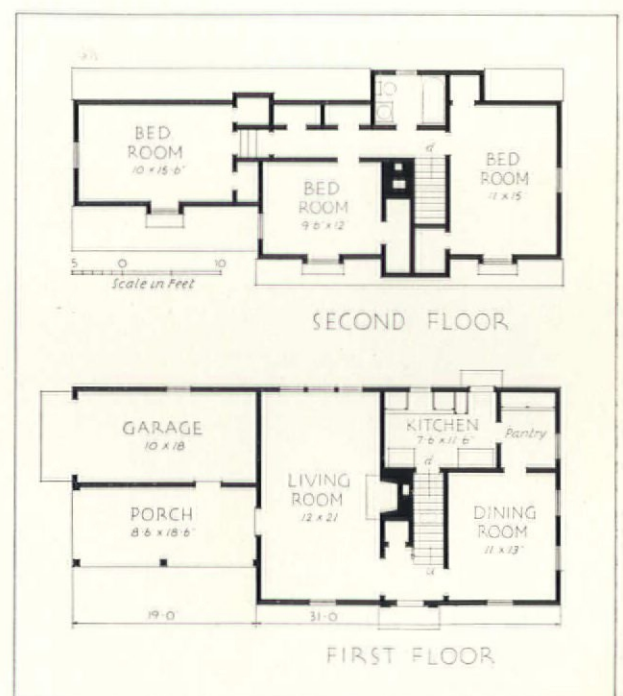 BED
ROOM
10 x 15-6"
BED
ROOM
9-6 x 12
d
BED
ROOM
11 x 15
5 0 10
Scale in Feet
SECOND FLOOR
GARAGE
10 x 18
PORCH
8-6 x 18-6"
LIVING
ROOM
12 x 21
KITCHEN
7-6 x 11-6"
d
Pantry
DINING
ROOM
11 x 13"
u
19-0
31-0
FIRST FLOOR